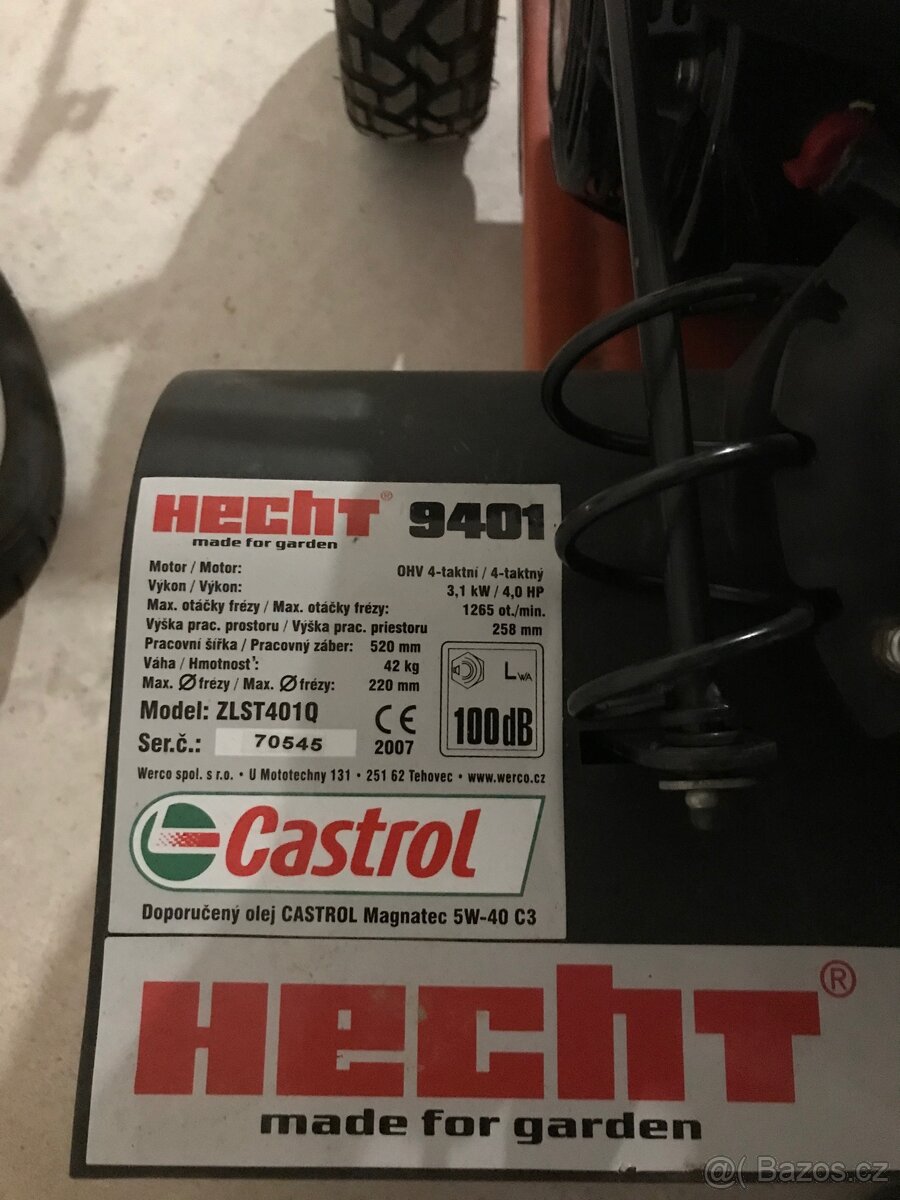 HECHT® 9401
made for garden
Motor / Motor: OHV 4-taktní / 4-taktný
Výkon / Výkon: 3,1 kW / 4,0 HP
Max. otáčky frézy / Max. otáčky frézy: 1265 ot./min.
Výška prac. prostoru / Výška prac. priestoru 258 mm
Pracovní šířka / Pracovný záber: 520 mm
Váha / Hmotnosť: 42 kg
Max. Ø frézy / Max. Ø frézy: 220 mm
LWA
100dB
Model: ZLST401Q CE
Ser.č.: 70545 2007
Werco spol. s r.o. • U Mototechny 131 • 251 62 Tehovec • www.werco.cz
Castrol
Doporučený olej CASTROL Magnatec 5W-40 C3
HECHT®
made for garden
@( Bazos.cz